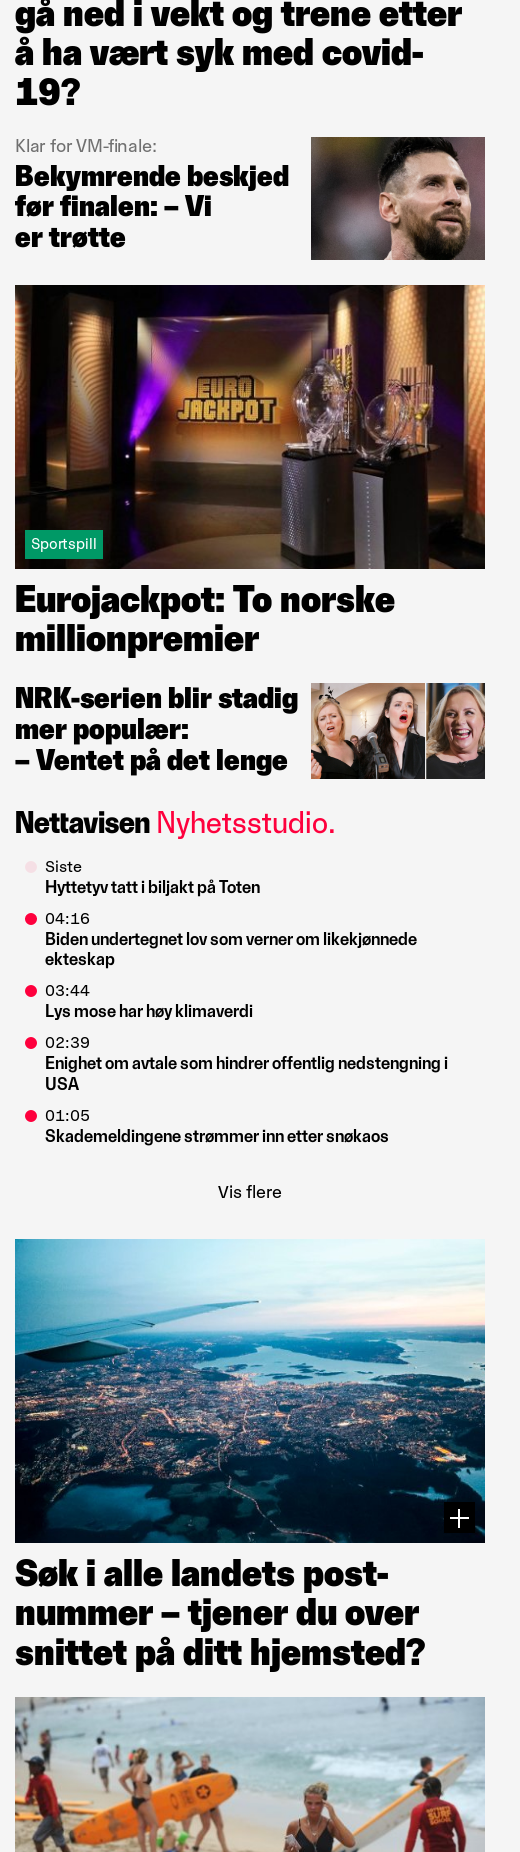 gå ned i vekt og trene etter
å ha vært syk med covid-
19?
Klar for VM-finale:
Bekymrende beskjed
før finalen: – Vi
er trøtte
EURO
JACKPOT
Sportspill
Eurojackpot: To norske
millionpremier
NRK-serien blir stadig
mer populær:
– Ventet på det lenge
Nettavisen Nyhetsstudio.
Siste
Hyttetyv tatt i biljakt på Toten
04:16
Biden undertegnet lov som verner om likekjønnede
ekteskap
03:44
Lys mose har høy klimaverdi
02:39
Enighet om avtale som hindrer offentlig nedstengning i
USA
01:05
Skademeldingene strømmer inn etter snøkaos
Vis flere
Søk i alle landets post-
nummer – tjener du over
snittet på ditt hjemsted?